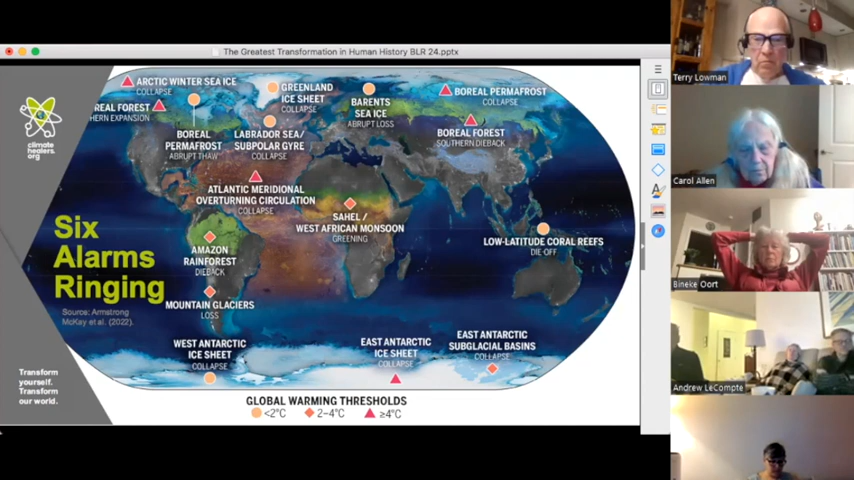 The Greatest Transformation in Human History BLR 24.pptx
climate
healers.
org
ARCTIC WINTER SEA ICE
COLLAPSE
REAL FOREST
HERN EXPANSION
BOREAL
PERMAFROST
ABRUPT THAW
GREENLAND
ICE SHEET
COLLAPSE
LABRADOR SEA/
SUBPOLAR GYRE
COLLAPSE
BARENTS
SEA ICE
ABRUPT LOSS
BOREAL PERMAFROST
COLLAPSE
BOREAL FOREST
SOUTHERN DIEBACK
ATLANTIC MERIDIONAL
OVERTURNING CIRCULATION
COLLAPSE
SAHEL /
WEST AFRICAN MONSOON
GREENING
LOW-LATITUDE CORAL REEFS
DIE-OFF
Six
Alarms
Ringing
Source: Armstrong
McKay et al. (2022).
AMAZON
RAINFOREST
DIEBACK
MOUNTAIN GLACIERS
LOSS
WEST ANTARCTIC
ICE SHEET
COLLAPSE
EAST ANTARCTIC
ICE SHEET
COLLAPSE
EAST ANTARCTIC
SUBGLACIAL BASINS
COLLAPSE
Transform
yourself.
Transform
our world.
GLOBAL WARMING THRESHOLDS
<2°C 2–4°C ≥4°C
Terry Lowman
Carol Allen
Bineke Oort
Andrew LeCompte